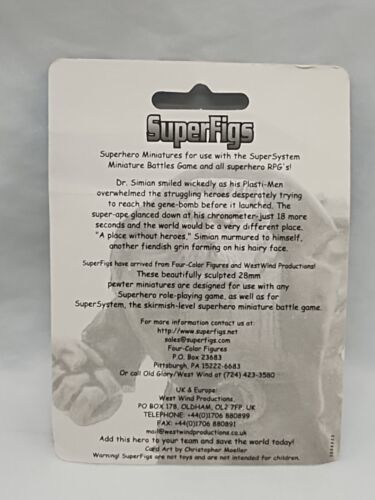 SuperFigs
Superhero Miniatures for use with the SuperSystem
Miniature Battles Game and all superhero RPG's!
Dr. Simian smiled wickedly as his Plasti-Men
overwhelmed the struggling heroes desperately trying
to reach the gene-bomb before it launched. The
super-ape glanced down at his chronometer-just 18 more
seconds and the world would be a very different place.
"A place without heroes," Simian murmured to himself,
another fiendish grin forming on his hairy face.
SuperFigs have arrived from Four-Color Figures and WestWind Productions!
These beautifully sculpted 28mm
pewter miniatures are designed for use with any
Superhero role-playing game, as well as for
SuperSystem, the skirmish-level superhero miniature battle game.
For more information contact us at:
http://www.superfigs.net
sales@superfigs.com
Four-Color Figures
P.O. Box 23683
Pittsburgh, PA 15222-6683
Or call Old Glory/West Wind at (724) 423-3580
UK & Europe:
West Wind Productions,
PO BOX 178, OLDHAM, OL2 7FP, UK
TELEPHONE: +44(0)1706 880899
FAX: +44(0)1706 880891
mail@westwindproductions.co.uk
Add this hero to your team and save the world today!
Card Art by Christopher Moeller
Warning! SuperFigs are not toys and are not intended for children.